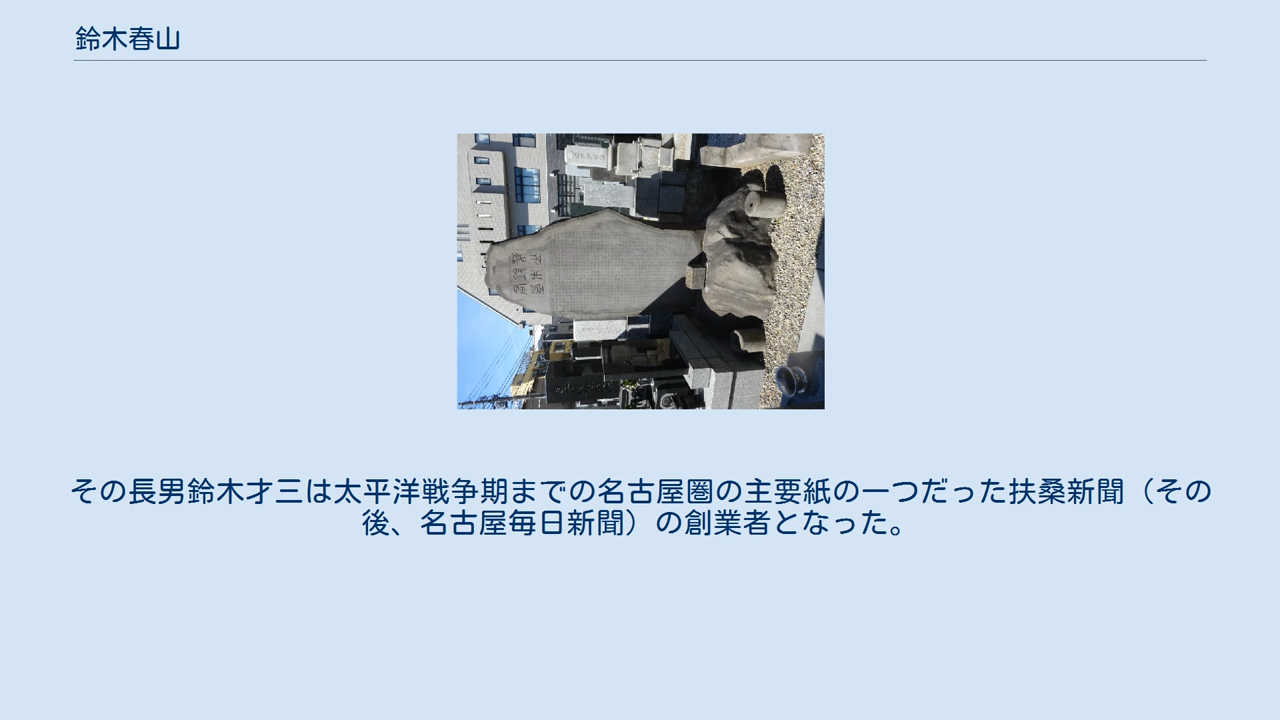 鈴木春山
その長男鈴木才三は太平洋戦争期までの名古屋圏の主要紙の一つだった扶桑新聞（その
後、名古屋毎日新聞）の創業者となった。